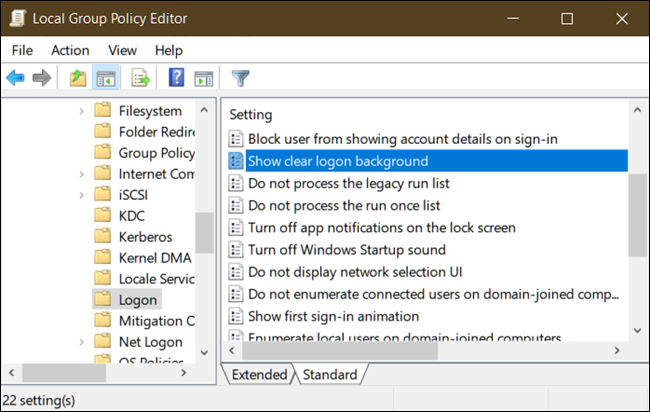 Local Group Policy Editor
File Action View Help
Filesystem
Folder Redire
Group Policy
Internet Com
iSCSI
KDC
Kerberos
Kernel DMA
Locale Servic
Logon
Mitigation O
Net Logon
OS Policies
Setting
Block user from showing account details on sign-in
Show clear logon background
Do not process the legacy run list
Do not process the run once list
Turn off app notifications on the lock screen
Turn off Windows Startup sound
Do not display network selection UI
Do not enumerate connected users on domain-joined comp...
Show first sign-in animation
Enumerate local users on domain-joined computers
Extended Standard
22 setting(s)